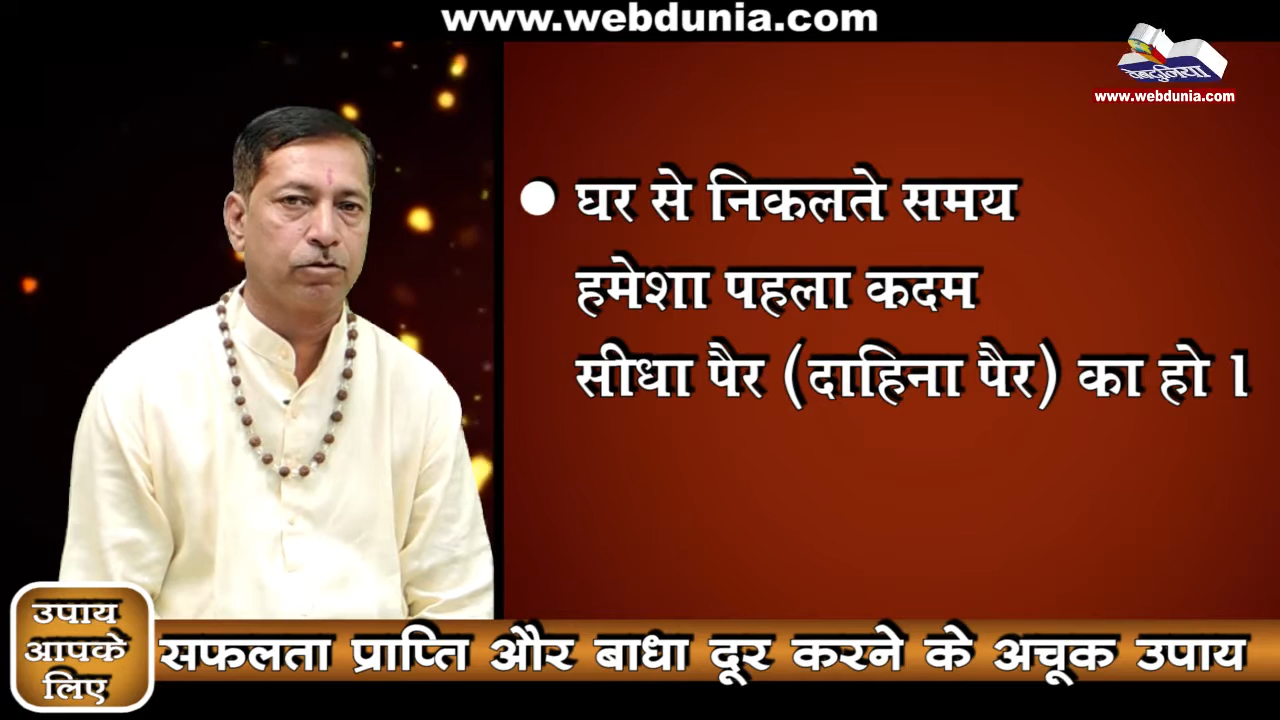 www.webdunia.com
वेबदुनिया
www.webdunia.com
घर से निकलते समय
हमेशा पहला कदम
सीधा पैर (दाहिना पैर) का हो ।
उपाय
आपके
लिए
सफलता प्राप्ति और बाधा दूर करने के अचूक उपाय